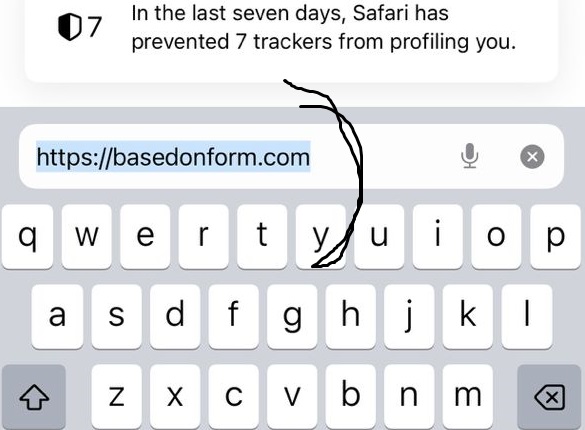 7
In the last seven days, Safari has
prevented 7 trackers from profiling you.
https://basedonform.com
q w e r t y u i o p
a s d f g h j k l
z x c v b n m